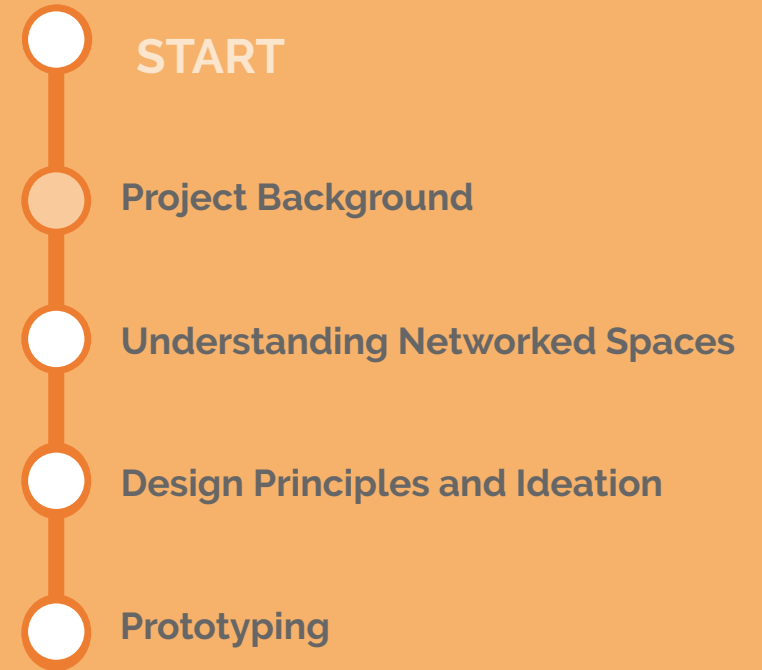 START
Project Background
Understanding Networked Spaces
Design Principles and Ideation
Prototyping